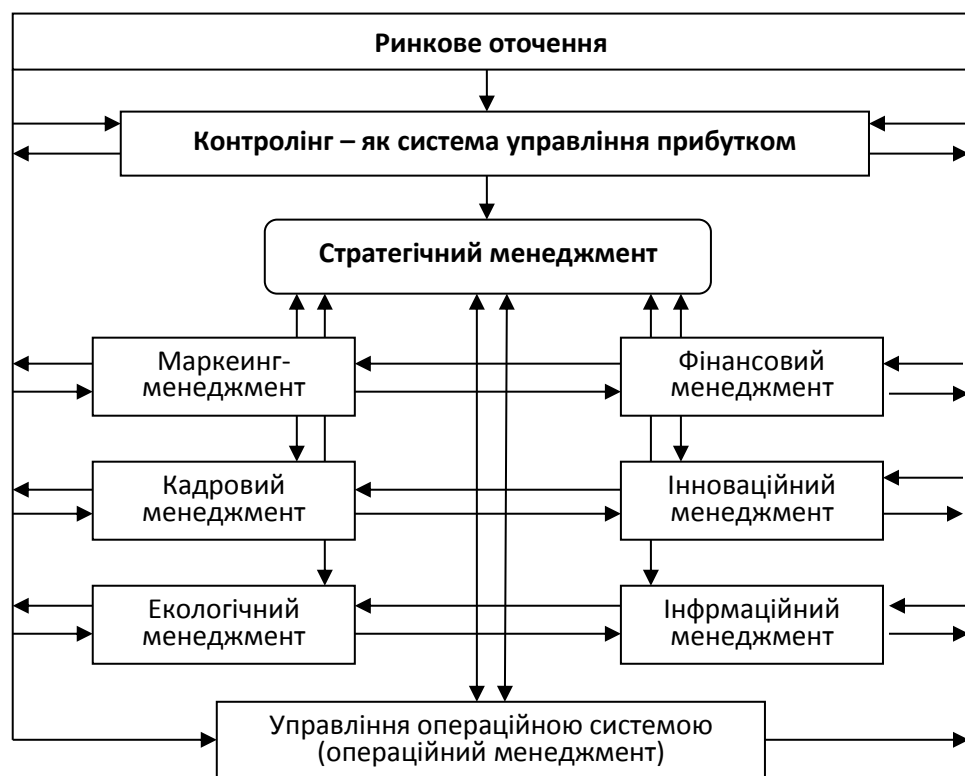 Ринкове оточення
Контролінг – як система управління прибутком
Стратегічний менеджмент
Маркеинг-
менеджмент
Фінансовий
менеджмент
Кадровий
менеджмент
Інноваційний
менеджмент
Екологічний
менеджмент
Інфрмаційний
менеджмент
Управління операційною системою
(операційний менеджмент)